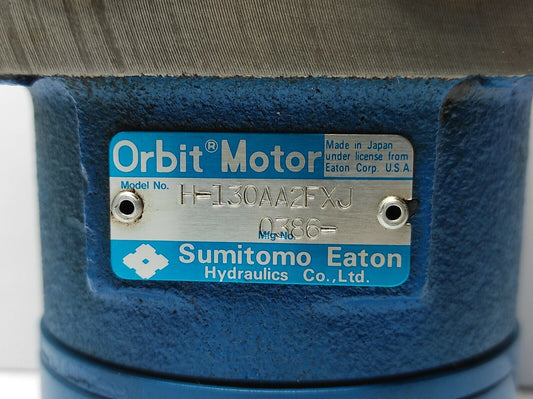 Orbit® Motor
Made in Japan
under license from
Eaton Corp. U.S.A.
Model No. H-130AA2FXJ
0386-
Mfg No.
Sumitomo Eaton
Hydraulics Co.,Ltd.